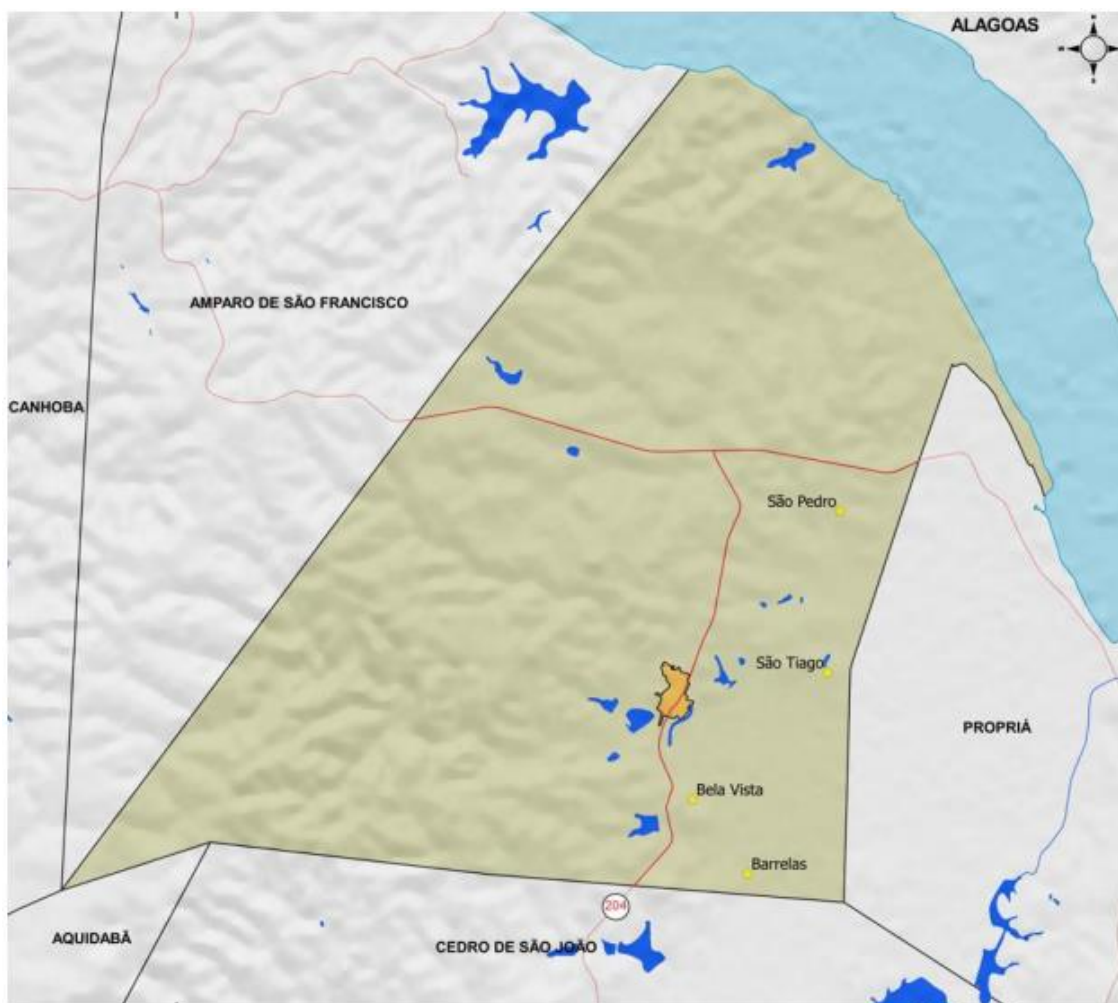 ALAGOAS
AMPARO DE SÃO FRANCISCO
CANHOBA
São Pedro
São Tiago
PROPRIÁ
Bela Vista
Barrelas
204
AQUIDABÃ
CEDRO DE SÃO JOÃO